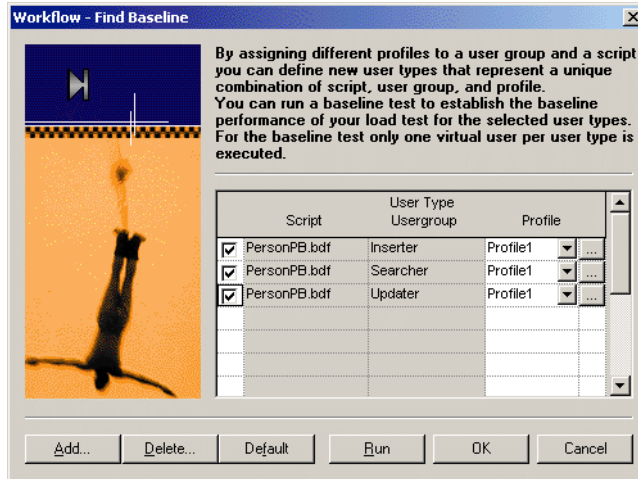 Workflow - Find Baseline
By assigning different profiles to a user group and a script
you can define new user types that represent a unique
combination of script, user group, and profile.
You can run a baseline test to establish the baseline
performance of your load test for the selected user types.
For the baseline test only one virtual user per user type is
executed.
User Type
Script Usergroup Profile
PersonPB.bdf Inserter Profile1 ...
PersonPB.bdf Searcher Profile1 ...
PersonPB.bdf Updater Profile1 ...
Add... Delete... Default Run OK Cancel